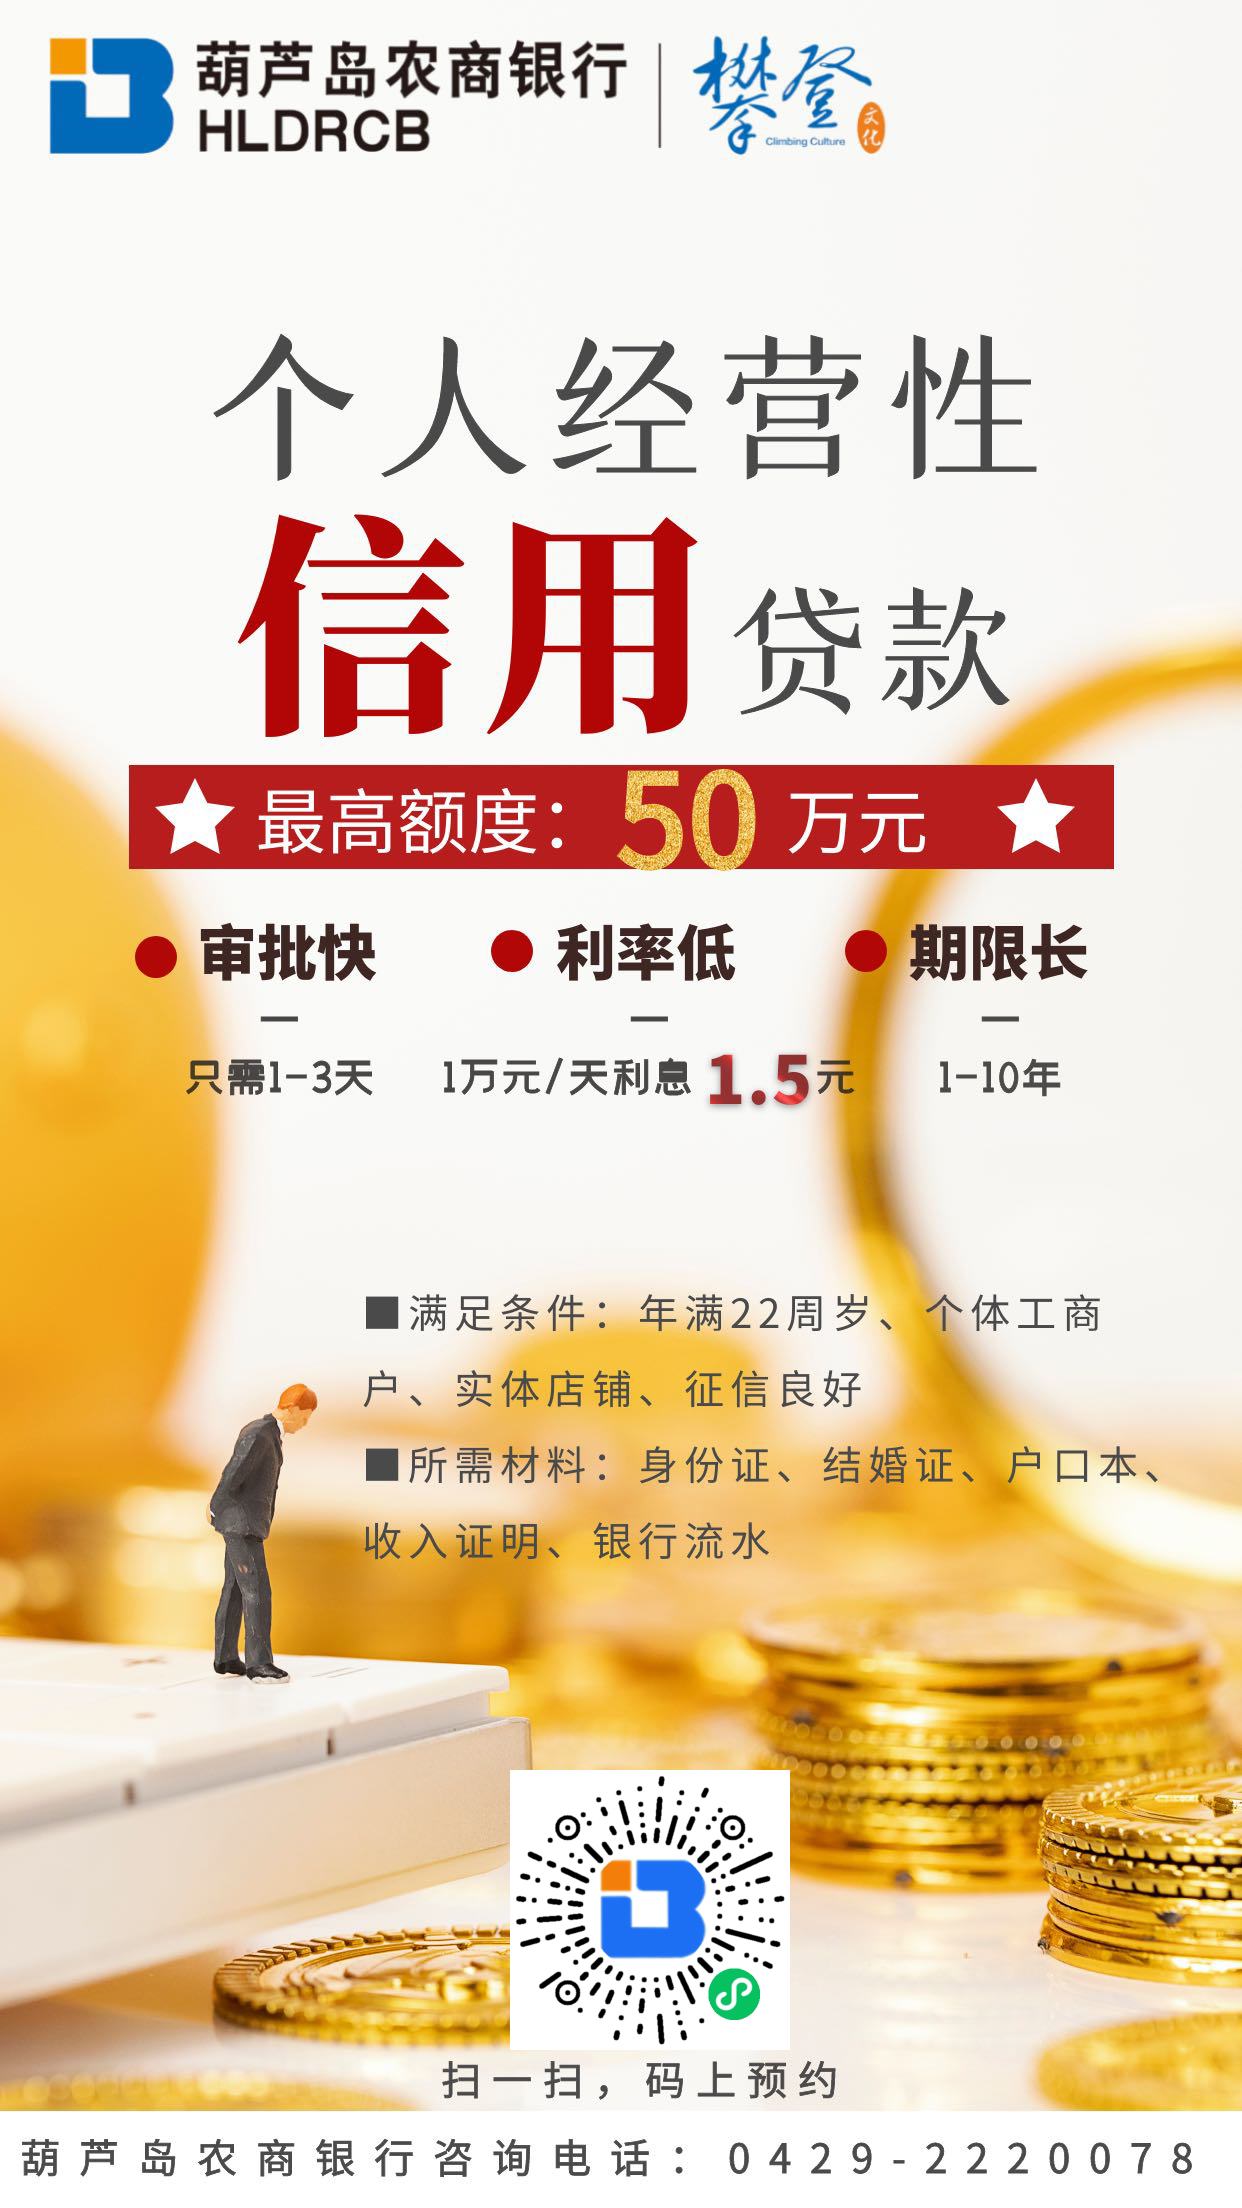 葫芦岛农商银行
HLDRCB
攀登
Climbing Culture
文化
个人经营性
信用贷款
最高额度：50万元
审批快 利率低 期限长
只需1-3天 1万元/天利息1.5元 1-10年
■满足条件：年满22周岁、个体工商
户、实体店铺、征信良好
■所需材料：身份证、结婚证、户口本、
收入证明、银行流水
扫一扫，码上预约
葫芦岛农商银行咨询电话：0429-2220078